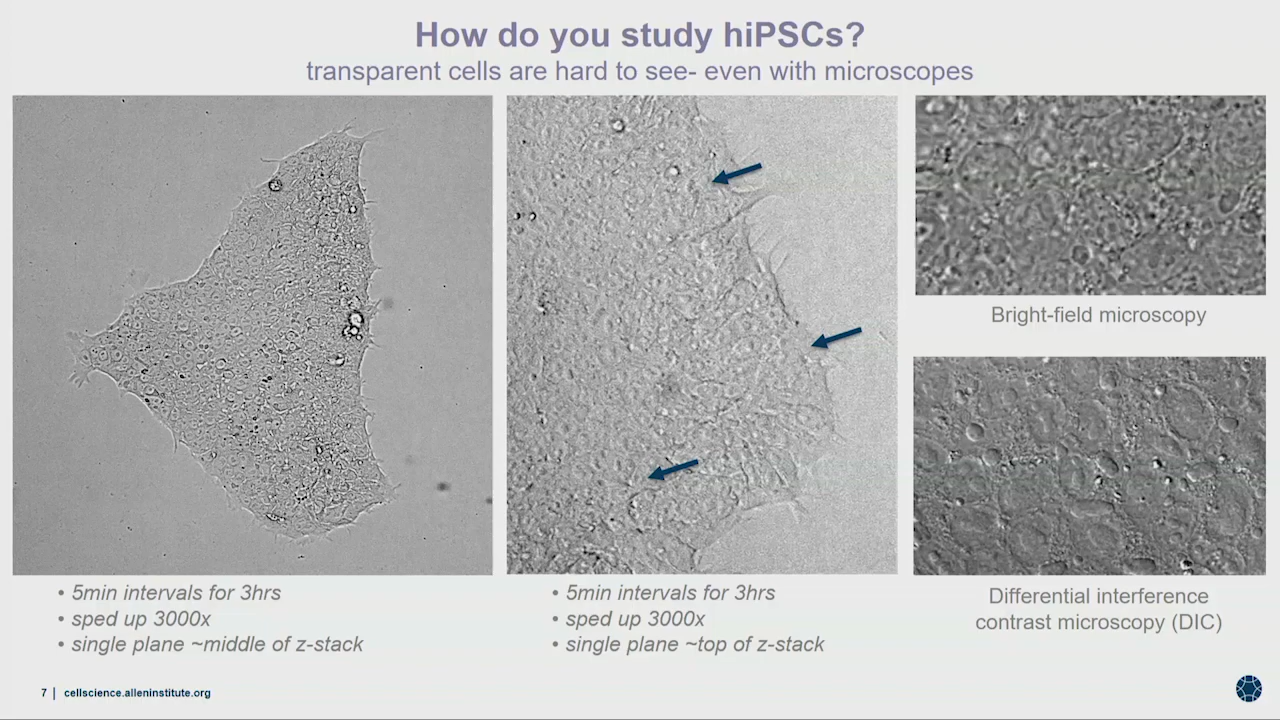 How do you study hiPSCs?
transparent cells are hard to see- even with microscopes
• 5min intervals for 3hrs
• sped up 3000x
• single plane ~middle of z-stack
• 5min intervals for 3hrs
• sped up 3000x
• single plane ~top of z-stack
Bright-field microscopy
Differential interference
contrast microscopy (DIC)
7 | cellscience.alleninstitute.org